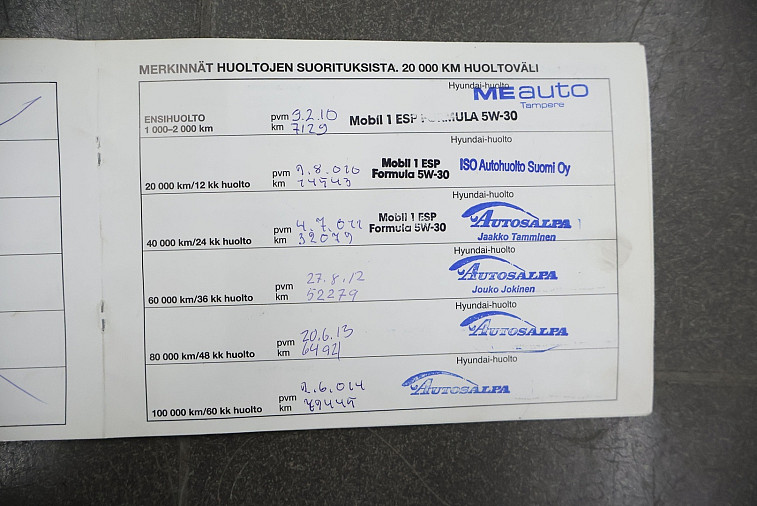 MERKINNÄT HUOLTOJEN SUORITUKSISTA. 20 000 KM HUOLTOVÄLI
Hyundai-huolto
MEauto
Tampere
ENSIHUOLTO
1 000–2 000 km
pvm 9.2.10
km 7129
Mobil 1 ESP FORMULA 5W-30
Hyundai-huolto
20 000 km/12 kk huolto
pvm 2.8.010
km
Mobil 1 ESP
Formula 5W-30
ISO Autohuolto Suomi Oy
Hyundai-huolto
40 000 km/24 kk huolto
pvm 4.7.011
km 32079
Mobil 1 ESP
Formula 5W-30
AUTOSALPA
Jaakko Tamminen
Hyundai-huolto
60 000 km/36 kk huolto
pvm 27.8.12
km 52279
AUTOSALPA
Jouko Jokinen
Hyundai-huolto
80 000 km/48 kk huolto
pvm 20.6.13
km 64921
AUTOSALPA
Hyundai-huolto
100 000 km/60 kk huolto
pvm 2.6.014
km
AUTOSALPA